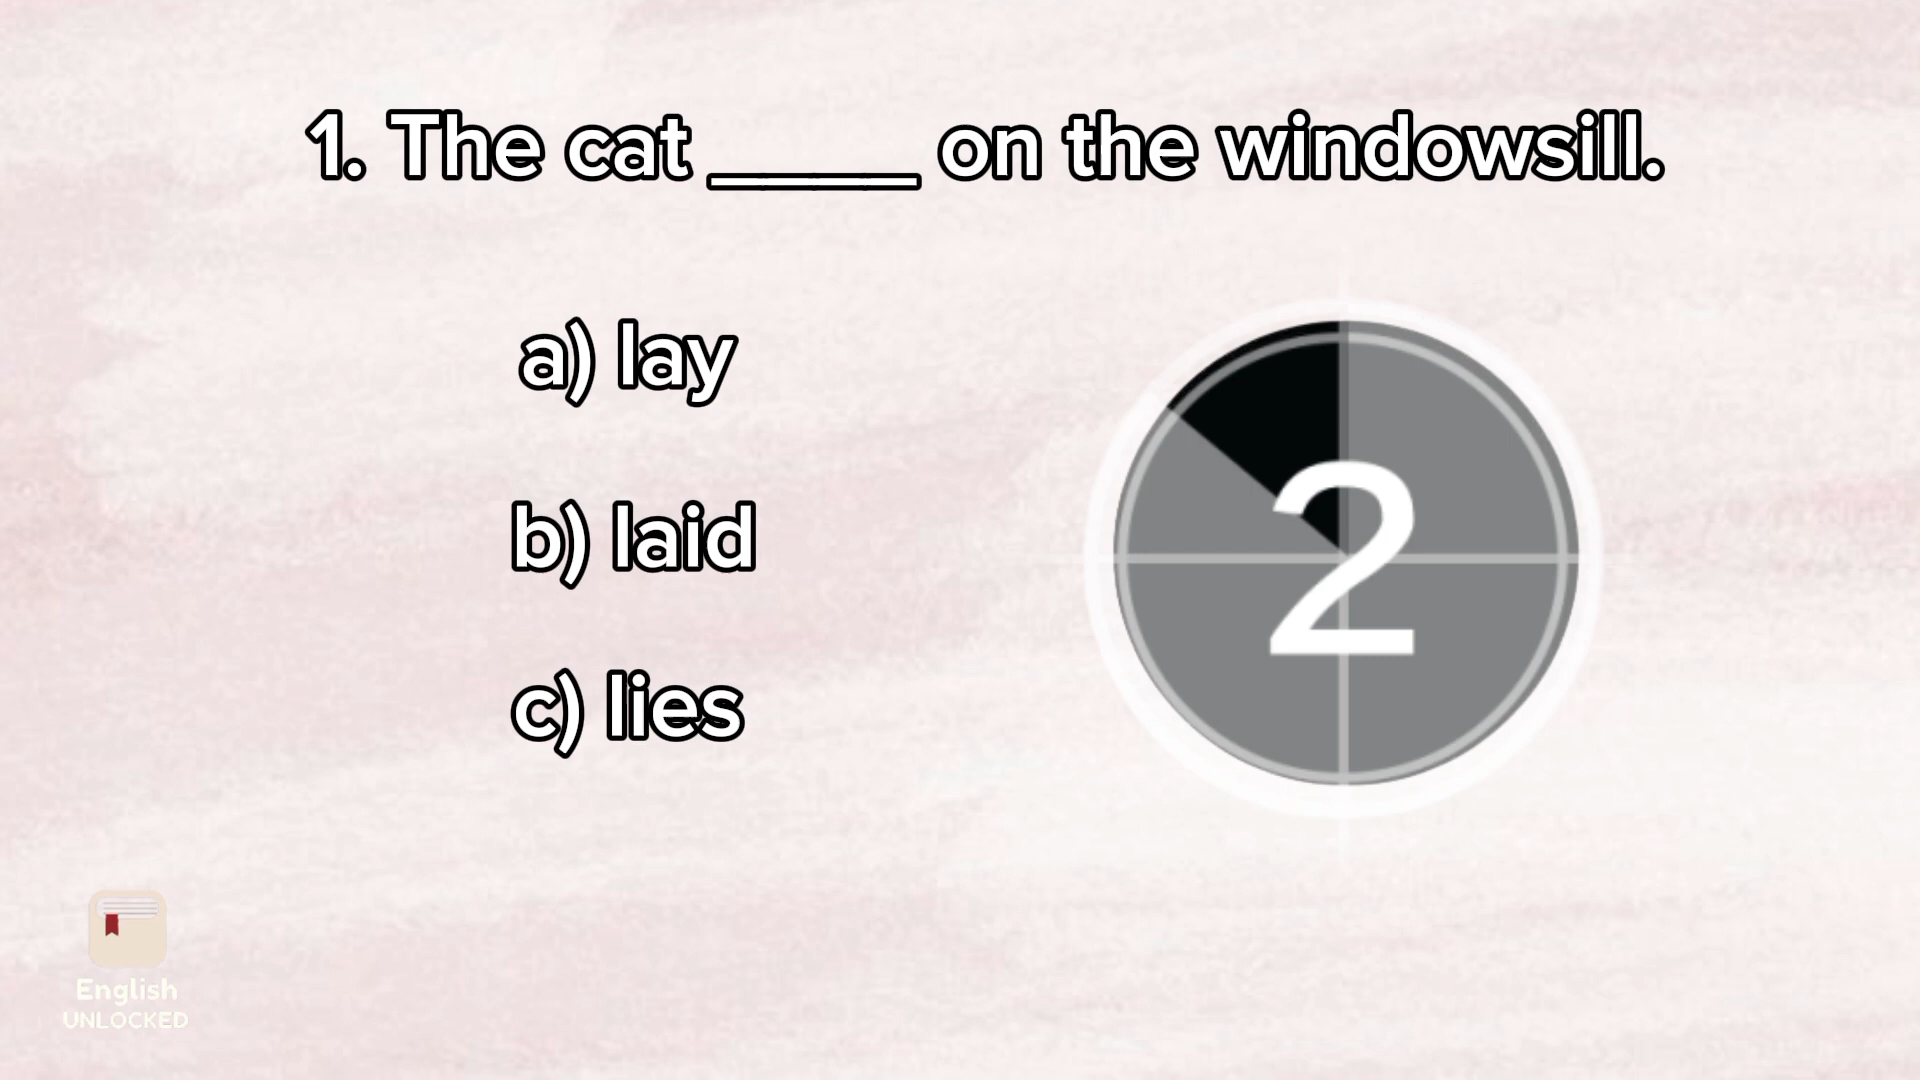 1. The cat _____ on the windowsill.
a) lay
b) laid
c) lies
2
English
UNLOCKED